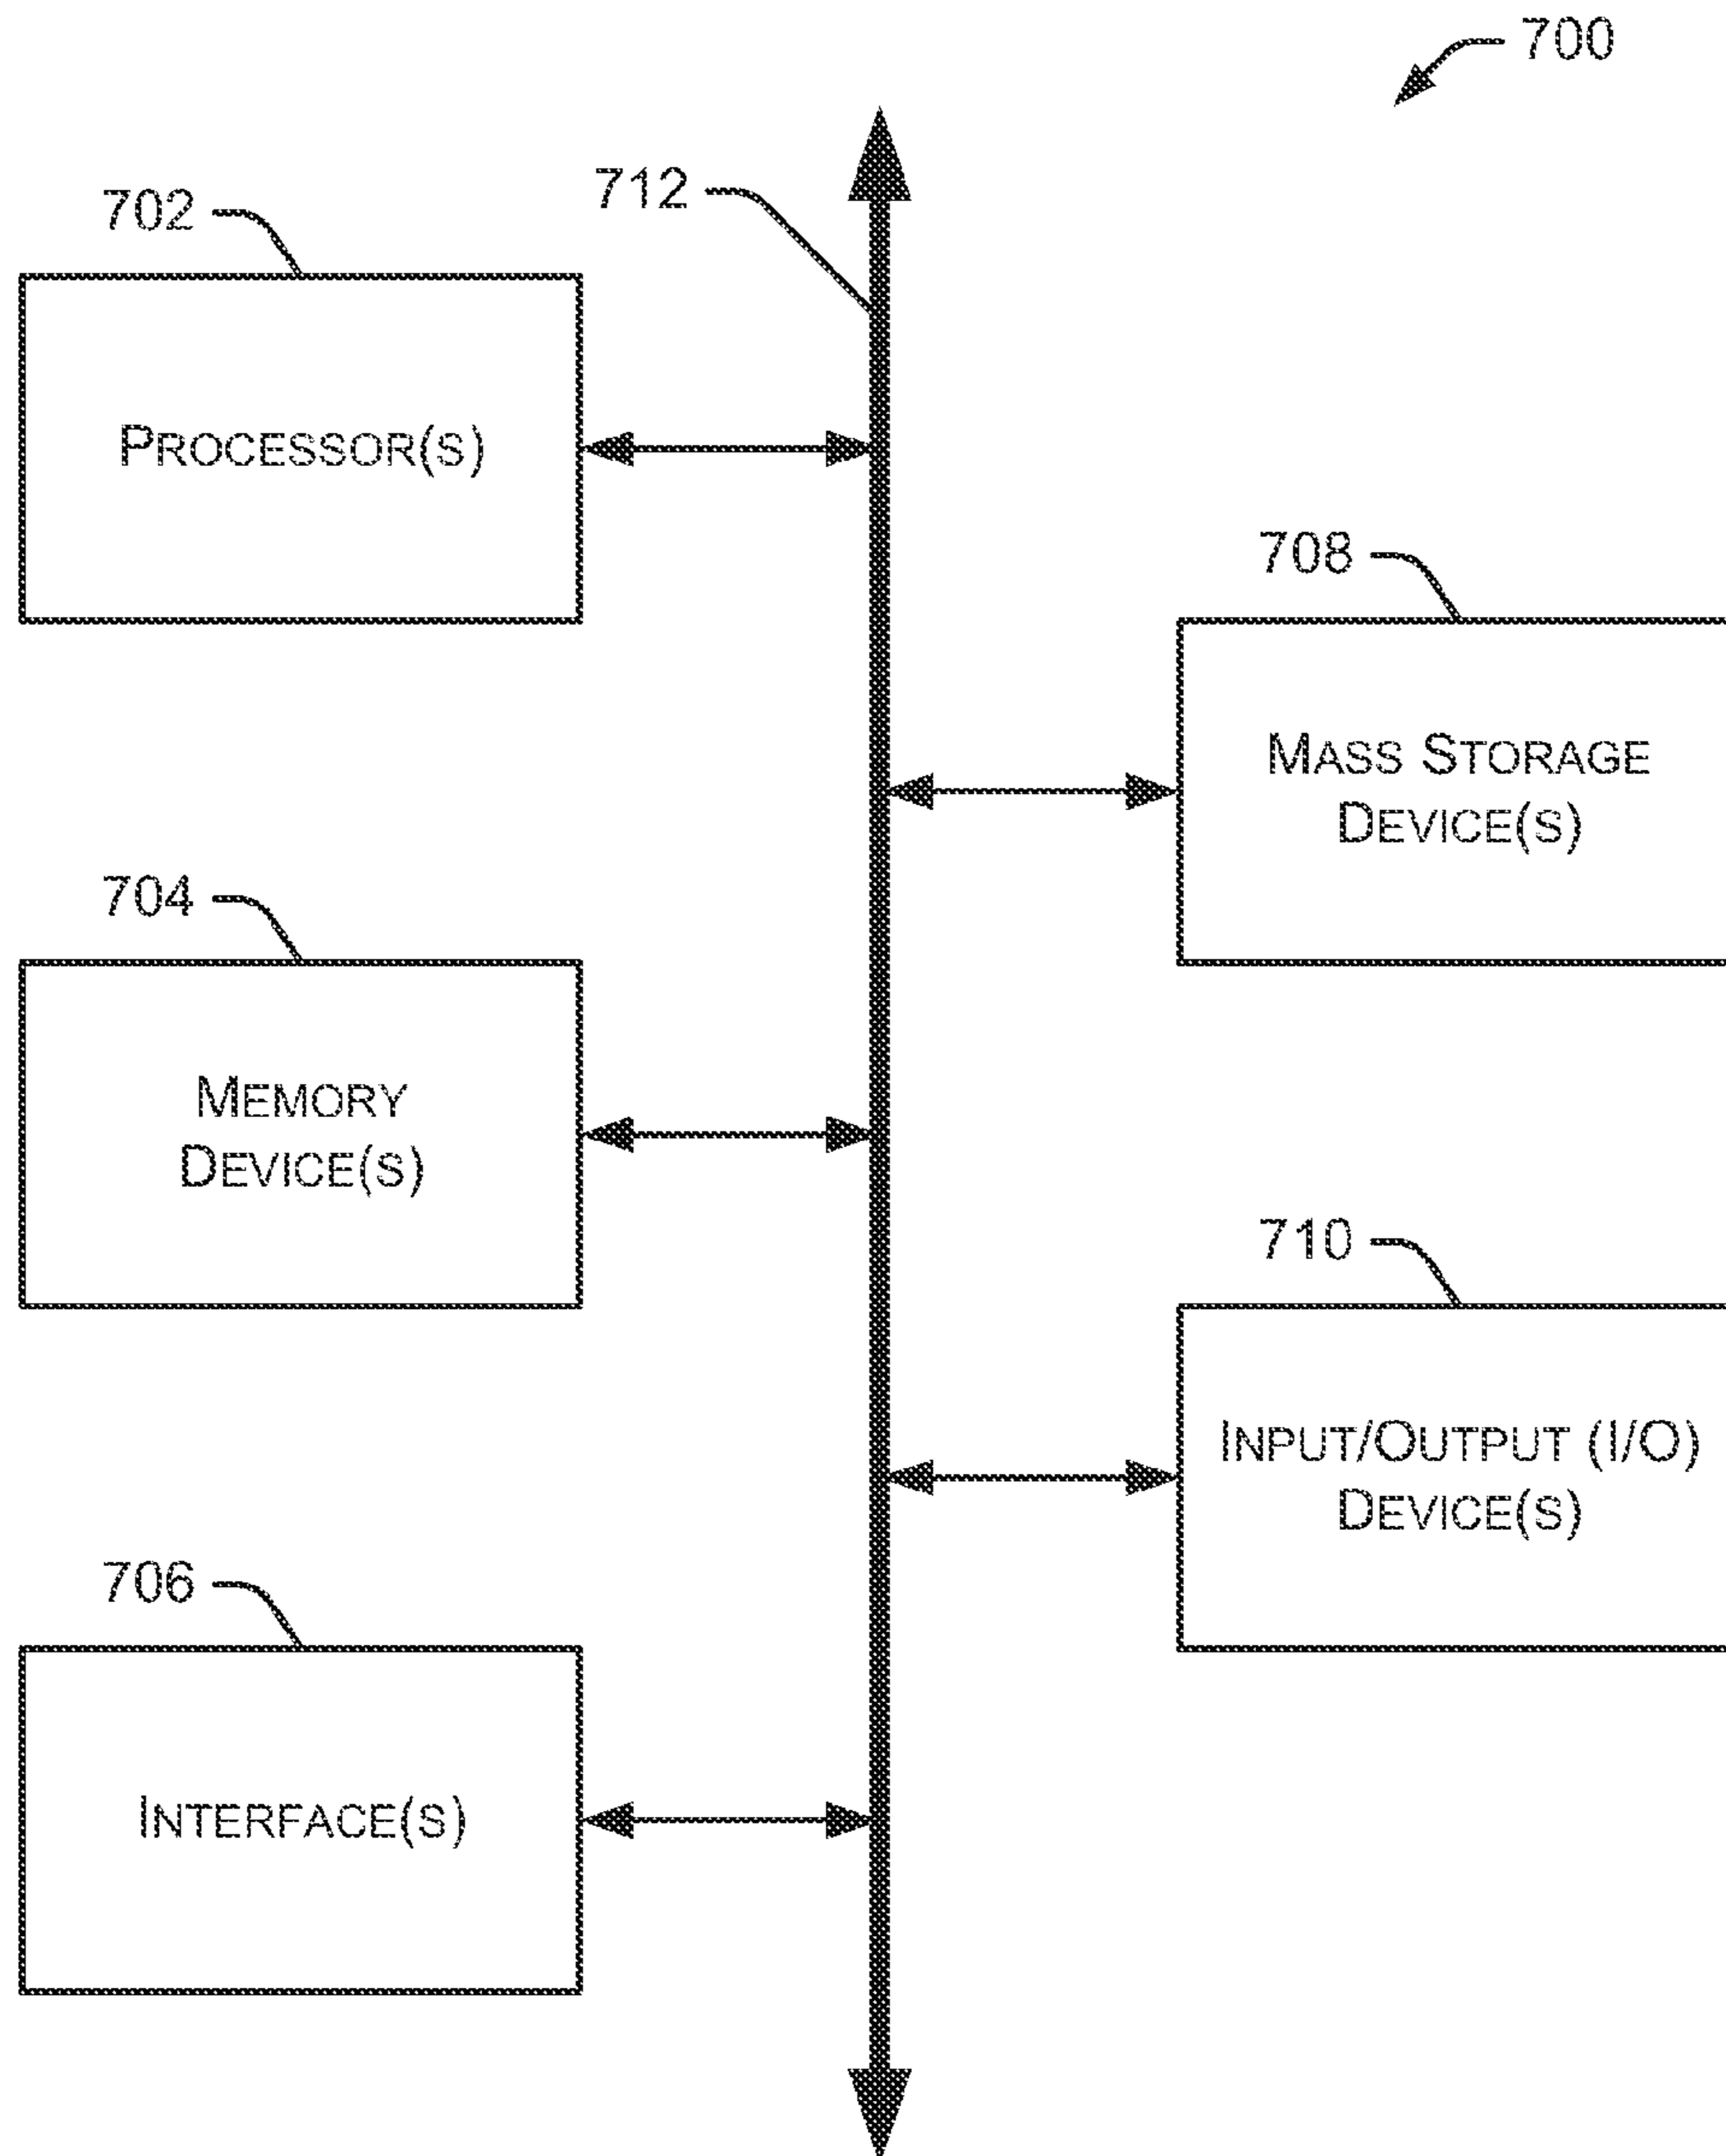 700
712
702
PROCESSOR(S)
708
MASS STORAGE
DEVICE(S)
704
MEMORY
DEVICE(S)
710
INPUT/OUTPUT (I/O)
DEVICE(S)
706
INTERFACE(S)